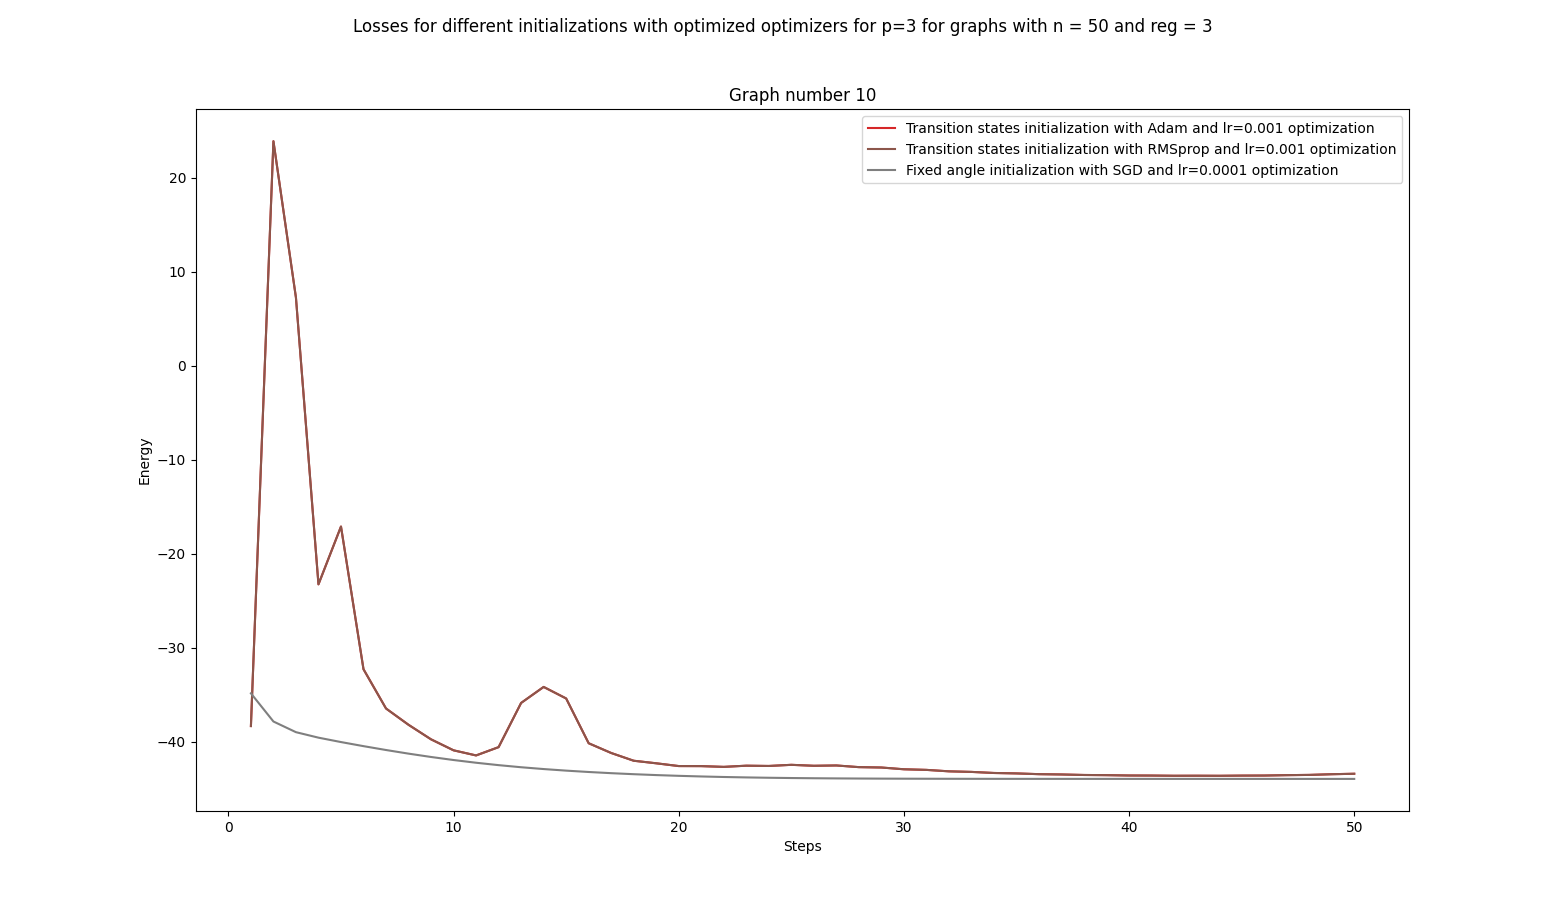 Losses for different initializations with optimized optimizers for p=3 for graphs with n = 50 and reg = 3
Graph number 10
Transition states initialization with Adam and lr=0.001 optimization
Transition states initialization with RMSprop and lr=0.001 optimization
Fixed angle initialization with SGD and lr=0.0001 optimization
20
10
0
−10
−20
−30
−40
Energy
0 10 20 30 40 50
Steps